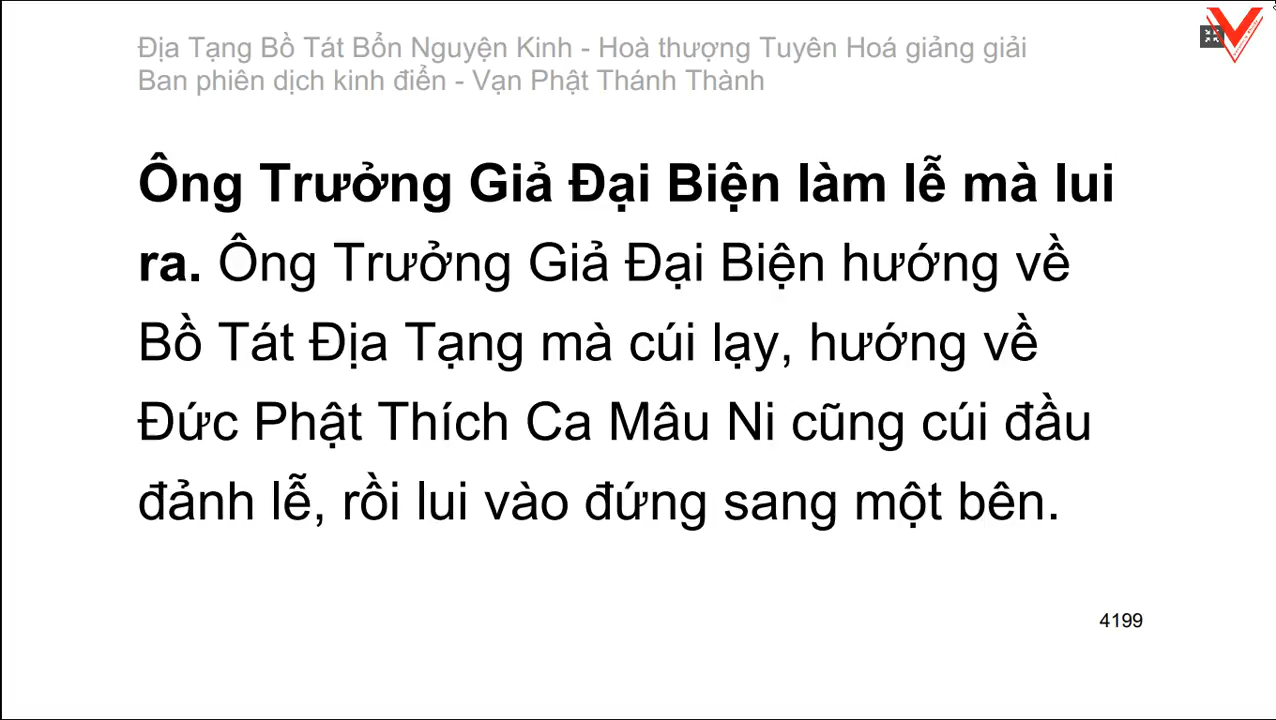 Địa Tạng Bồ Tát Bổn Nguyện Kinh - Hoà thượng Tuyên Hoá giảng giải
Ban phiên dịch kinh điển - Vạn Phật Thánh Thành
Ông Trưởng Giả Đại Biện làm lễ mà lui
ra. Ông Trưởng Giả Đại Biện hướng về
Bồ Tát Địa Tạng mà cúi lạy, hướng về
Đức Phật Thích Ca Mâu Ni cũng cúi đầu
đảnh lễ, rồi lui vào đứng sang một bên.
4199